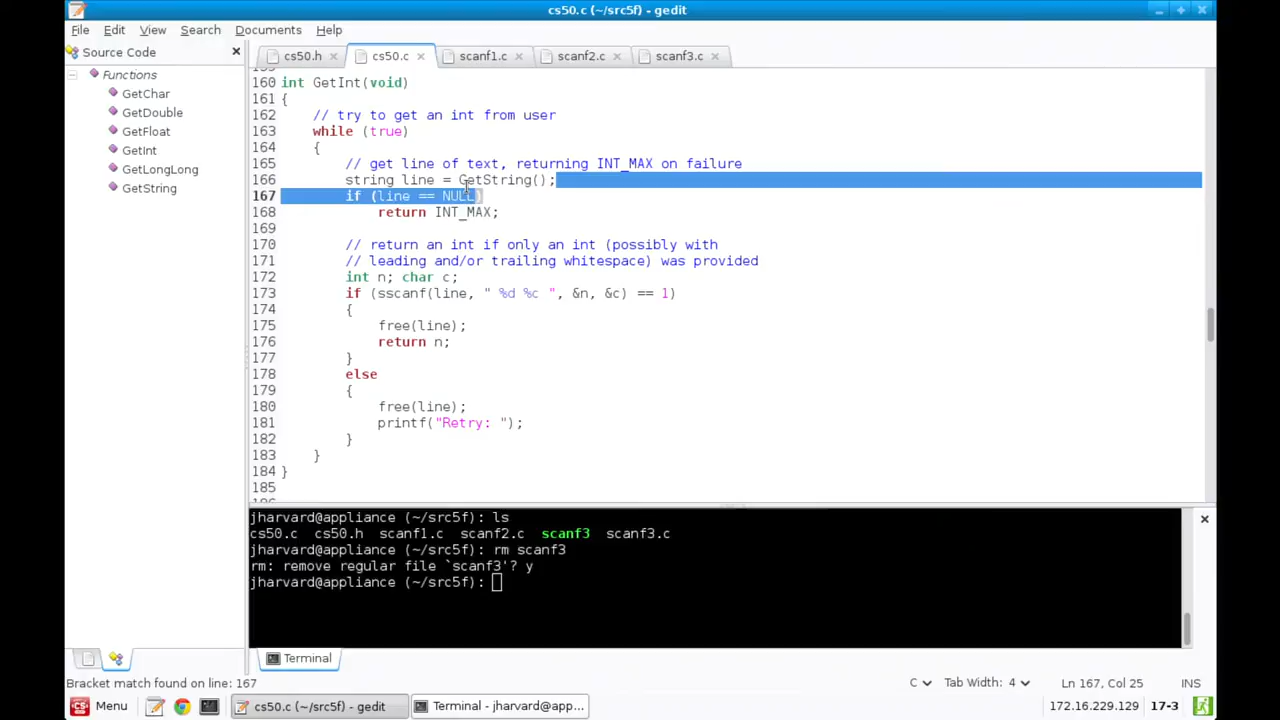 cs50.c (~/src5f) - gedit
File Edit View Search Documents Help
Source Code
cs50.h cs50.c scanf1.c scanf2.c scanf3.c
Functions
GetChar
GetDouble
GetFloat
GetInt
GetLongLong
GetString
160 int GetInt(void)
161 {
162 // try to get an int from user
163 while (true)
164 {
165 // get line of text, returning INT_MAX on failure
166 string line = GetString();
167 if (line == NULL)
168 return INT_MAX;
169
170 // return an int if only an int (possibly with
171 // leading and/or trailing whitespace) was provided
172 int n; char c;
173 if (sscanf(line, " %d %c ", &n, &c) == 1)
174 {
175 free(line);
176 return n;
177 }
178 else
179 {
180 free(line);
181 printf("Retry: ");
182 }
183 }
184 }
185
jharvard@appliance (~/src5f): ls
cs50.c cs50.h scanf1.c scanf2.c scanf3 scanf3.c
jharvard@appliance (~/src5f): rm scanf3
rm: remove regular file `scanf3'? y
jharvard@appliance (~/src5f):
Terminal
Bracket match found on line: 167 C Tab Width: 4 Ln 167, Col 25 INS
Menu cs50.c (~/src5f) - gedit Terminal - jharvard@app... 172.16.229.129 17-3